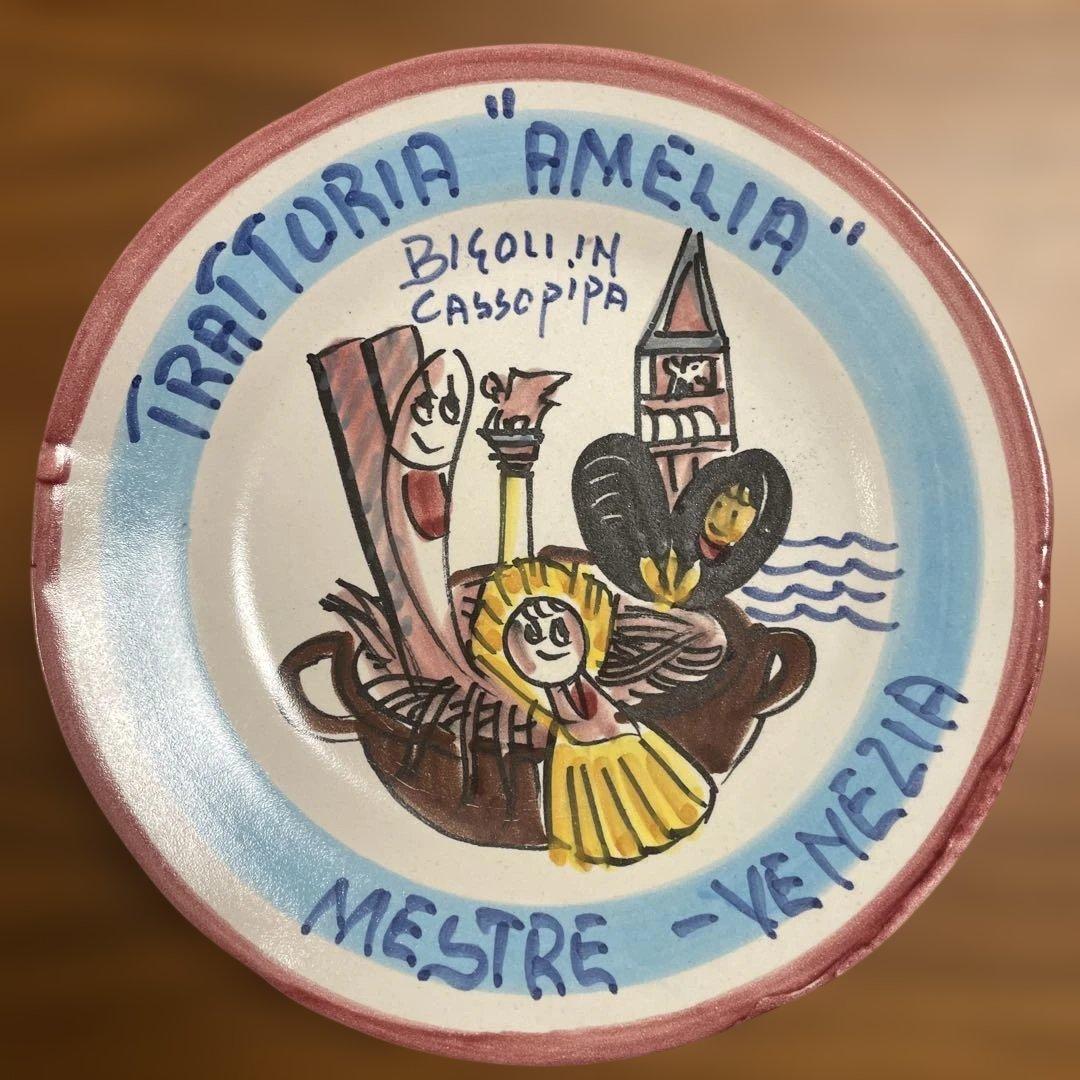 TRATTORIA "AMELIA"
BIGOLI.IN
CASSOPIPA
MESTRE - VENEZIA